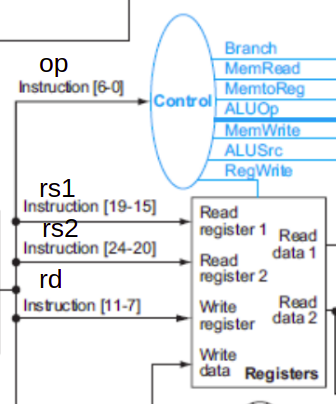 op
Instruction [6-0]
Control
Branch
MemRead
MemtoReg
ALUOp
MemWrite
ALUSrc
RegWrite
rs1
Instruction [19-15]
rs2
Instruction [24-20]
rd
Instruction [11-7]
Read
register 1
Read
register 2
Write
register
Write
data
Read
data 1
Read
data 2
Registers